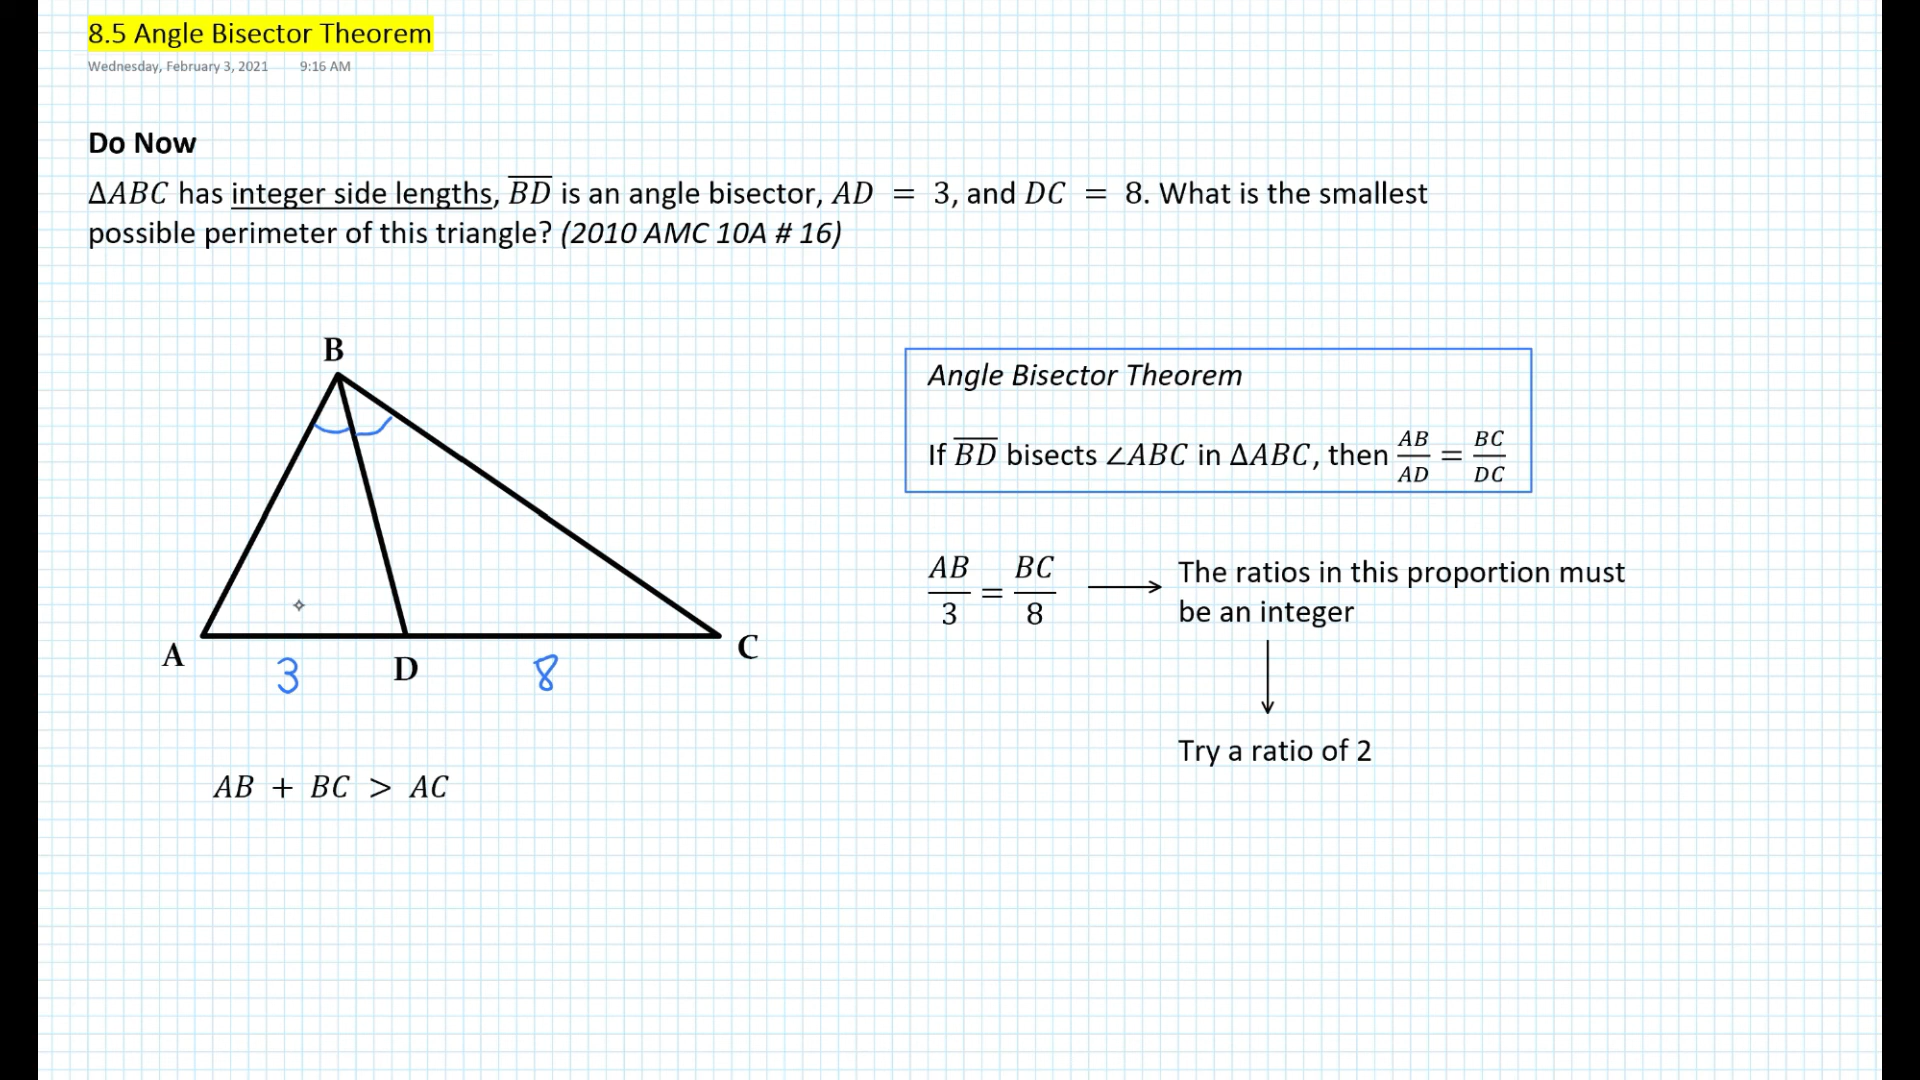 8.5 Angle Bisector Theorem
Wednesday, February 3, 2021 9:16 AM
Do Now
ΔABC has integer side lengths, B̅D̅ is an angle bisector, AD = 3, and DC = 8. What is the smallest
possible perimeter of this triangle? (2010 AMC 10A # 16)
B
A
D
C
3
8
AB + BC > AC
Angle Bisector Theorem
If B̅D̅ bisects ∠ABC in ΔABC, then AB/AD = BC/DC
AB/3 = BC/8
The ratios in this proportion must
be an integer
Try a ratio of 2